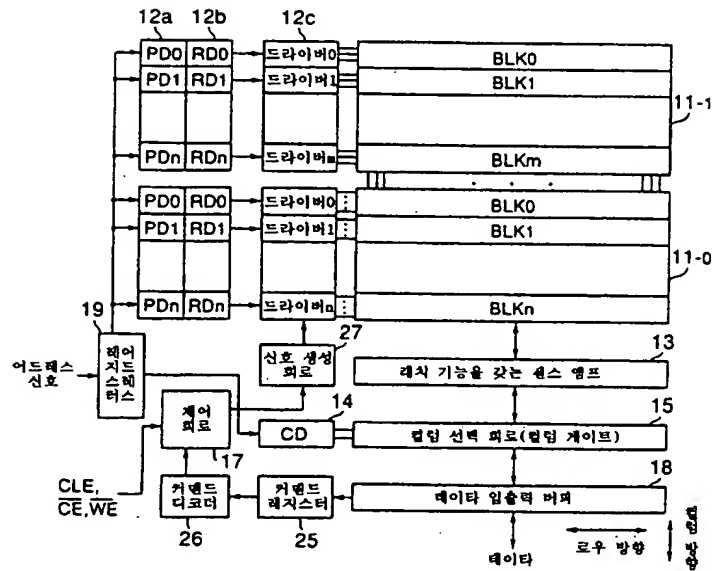 12a 12b 12c
PD0 RD0 드라이버0 BLK0
PD1 RD1 드라이버1 BLK1
11-1
PDn RDn 드라이버m BLKm
PD0 RD0 드라이버0 BLK0
PD1 RD1 드라이버1 BLK1
11-0
PDn RDn 드라이버n BLKn
19
27
13
어드레스
신호
어드레스
레지스터
신호 생성
회로
래치 기능을 갖는 센스 앰프
14
15
제어
회로
CD
컬럼 선택 회로(컬럼 게이트)
17
18
CLE,
CE, WE
커맨드
디코더
커맨드
레지스터
데이타 입출력 버퍼
26
25
데이타
로우 방향
컬럼 방향